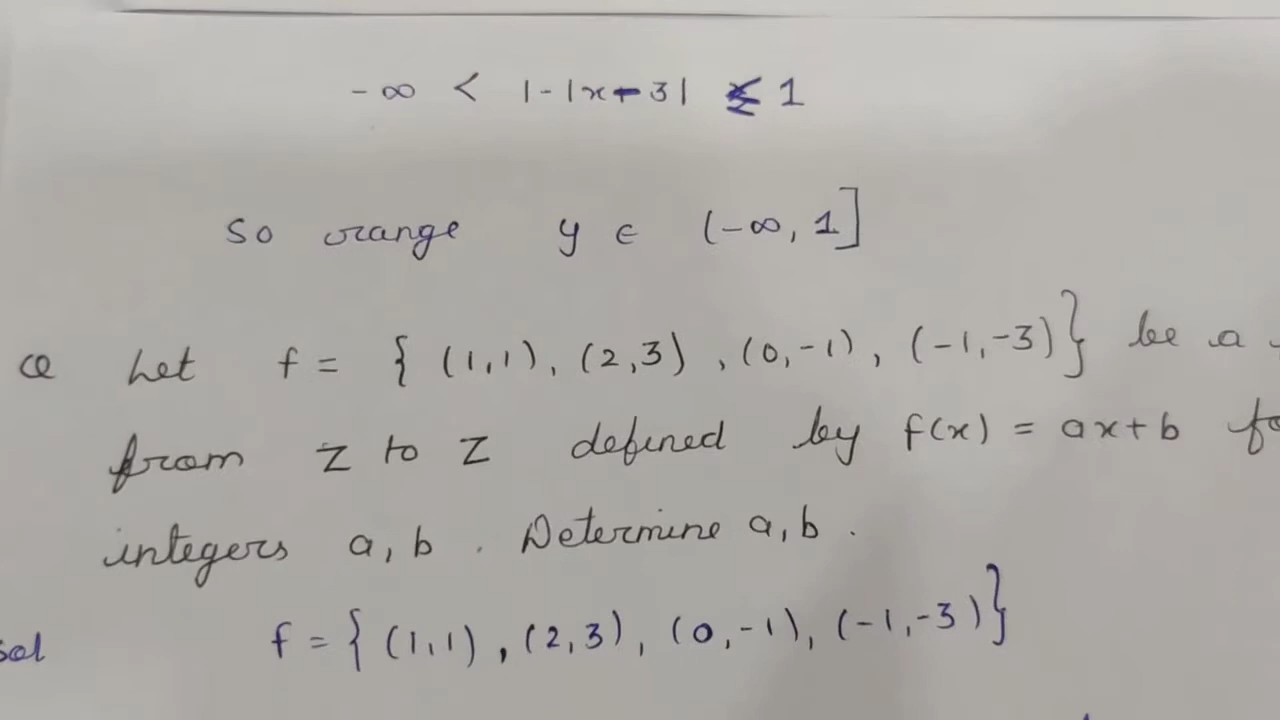 -∞ < 1-|x-3| ≤ 1
So range y ∈ (-∞, 1]
Q Let f = { (1,1), (2,3), (0,-1), (-1,-3)} be a
from Z to Z defined by f(x) = ax+b
integers a, b. Determine a, b.
Sol f = { (1,1), (2,3), (0,-1), (-1,-3)}